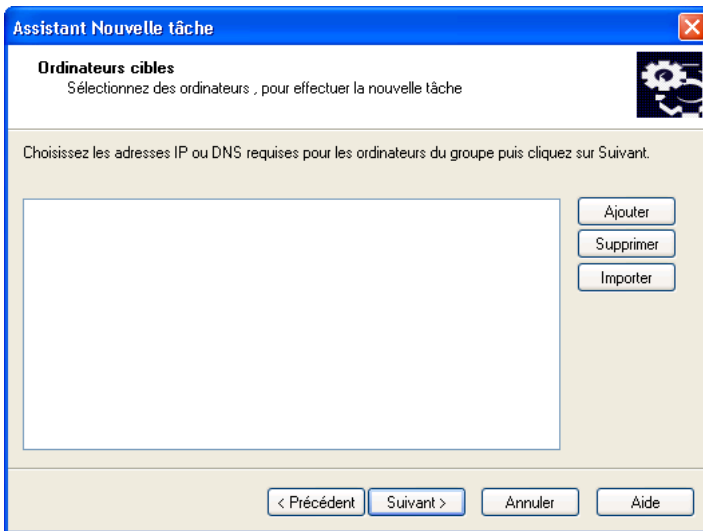 Assistant Nouvelle tâche
Ordinateurs cibles
Sélectionnez des ordinateurs , pour effectuer la nouvelle tâche
Choisissez les adresses IP ou DNS requises pour les ordinateurs du groupe puis cliquez sur Suivant.
Ajouter
Supprimer
Importer
< Précédent
Suivant >
Annuler
Aide